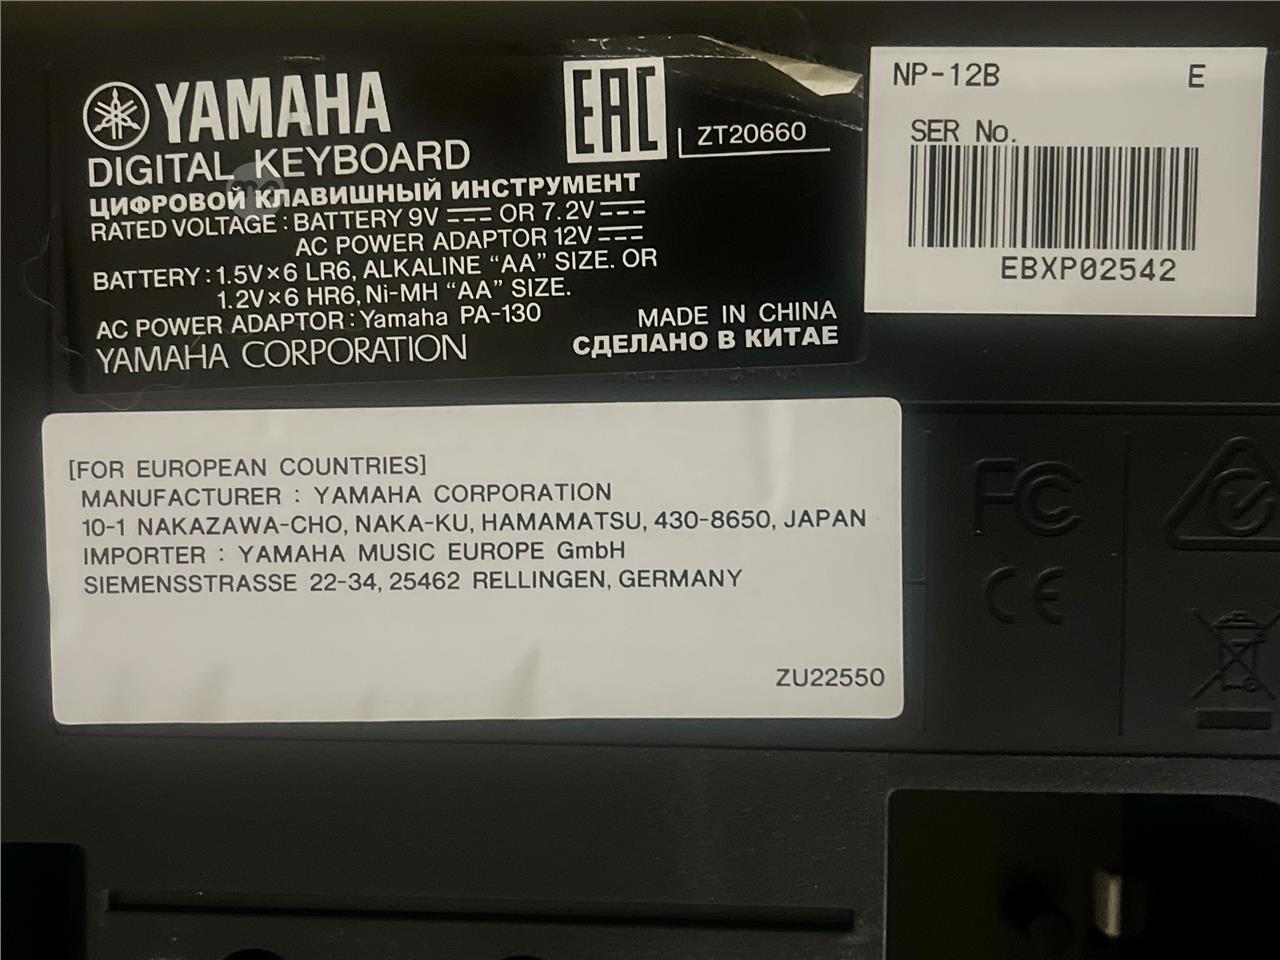 YAMAHA
DIGITAL KEYBOARD
ЦИФРОВОЙ КЛАВИШНЫЙ ИНСТРУМЕНТ
RATED VOLTAGE : BATTERY 9V ⎓ OR 7.2V ⎓
AC POWER ADAPTOR 12V ⎓
BATTERY : 1.5V×6 LR6, ALKALINE “AA” SIZE. OR
1.2V×6 HR6, Ni-MH “AA” SIZE.
AC POWER ADAPTOR : Yamaha PA-130
YAMAHA CORPORATION
EAC
ZT20660
MADE IN CHINA
СДЕЛАНО В КИТАЕ
NP-12B E
SER No.
EBXP02542
MADE IN CHINA
[FOR EUROPEAN COUNTRIES]
MANUFACTURER : YAMAHA CORPORATION
10-1 NAKAZAWA-CHO, NAKA-KU, HAMAMATSU, 430-8650, JAPAN
IMPORTER : YAMAHA MUSIC EUROPE GmbH
SIEMENSSTRASSE 22-34, 25462 RELLINGEN, GERMANY
ZU22550
FC
CE